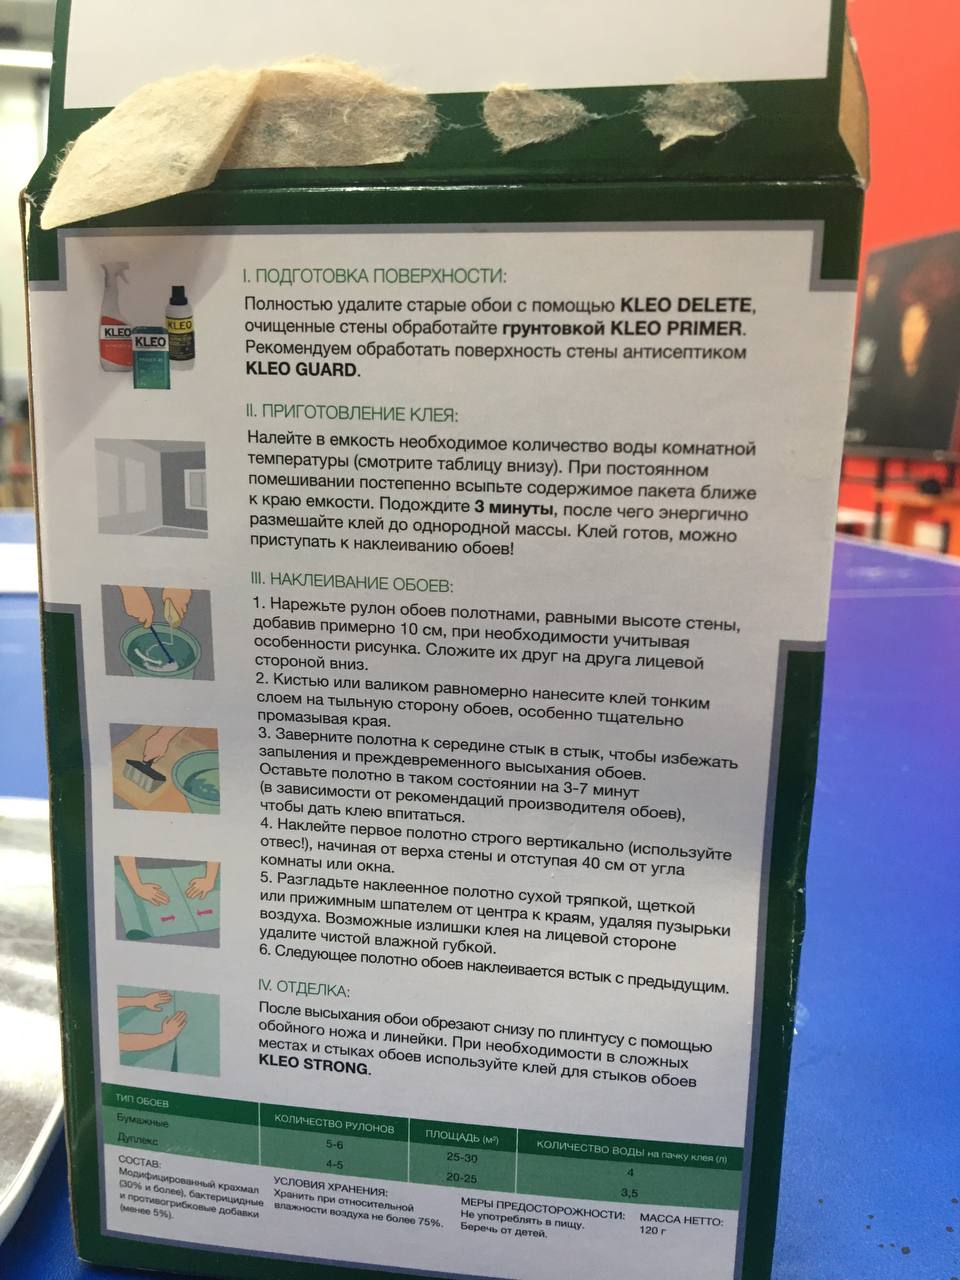 I. ПОДГОТОВКА ПОВЕРХНОСТИ:
Полностью удалите старые обои с помощью KLEO DELETE,
очищенные стены обработайте грунтовкой KLEO PRIMER.
Рекомендуем обработать поверхность стены антисептиком
KLEO GUARD.
KLEO
KLEO
KLEO
II. ПРИГОТОВЛЕНИЕ КЛЕЯ:
Налейте в емкость необходимое количество воды комнатной
температуры (смотрите таблицу внизу). При постоянном
помешивании постепенно всыпьте содержимое пакета ближе
к краю емкости. Подождите 3 минуты, после чего энергично
размешайте клей до однородной массы. Клей готов, можно
приступать к наклеиванию обоев!
III. НАКЛЕИВАНИЕ ОБОЕВ:
1. Нарежьте рулон обоев полотнами, равными высоте стены,
добавив примерно 10 см, при необходимости учитывая
особенности рисунка. Сложите их друг на друга лицевой
стороной вниз.
2. Кистью или валиком равномерно нанесите клей тонким
слоем на тыльную сторону обоев, особенно тщательно
промазывая края.
3. Заверните полотна к середине стык в стык, чтобы избежать
запыления и преждевременного высыхания обоев.
Оставьте полотно в таком состоянии на 3-7 минут
(в зависимости от рекомендаций производителя обоев),
чтобы дать клею впитаться.
4. Наклейте первое полотно строго вертикально (используйте
отвес!), начиная от верха стены и отступая 40 см от угла
комнаты или окна.
5. Разгладьте наклеенное полотно сухой тряпкой, щеткой
или прижимным шпателем от центра к краям, удаляя пузырьки
воздуха. Возможные излишки клея на лицевой стороне
удалите чистой влажной губкой.
6. Следующее полотно обоев наклеивается встык с предыдущим.
IV. ОТДЕЛКА:
После высыхания обои обрезают снизу по плинтусу с помощью
обойного ножа и линейки. При необходимости в сложных
местах и стыках обоев используйте клей для стыков обоев
KLEO STRONG.
ТИП ОБОЕВ КОЛИЧЕСТВО РУЛОНОВ ПЛОЩАДЬ (м²) КОЛИЧЕСТВО ВОДЫ на пачку клея (л)
Бумажные 5-6 25-30 4
Дуплекс 4-5 20-25 3,5
СОСТАВ:
Модифицированный крахмал
(30% и более), бактерицидные
и противогрибковые добавки
(менее 5%).
УСЛОВИЯ ХРАНЕНИЯ:
Хранить при относительной
влажности воздуха не более 75%.
МЕРЫ ПРЕДОСТОРОЖНОСТИ:
Не употреблять в пищу.
Беречь от детей.
МАССА НЕТТО:
120 г